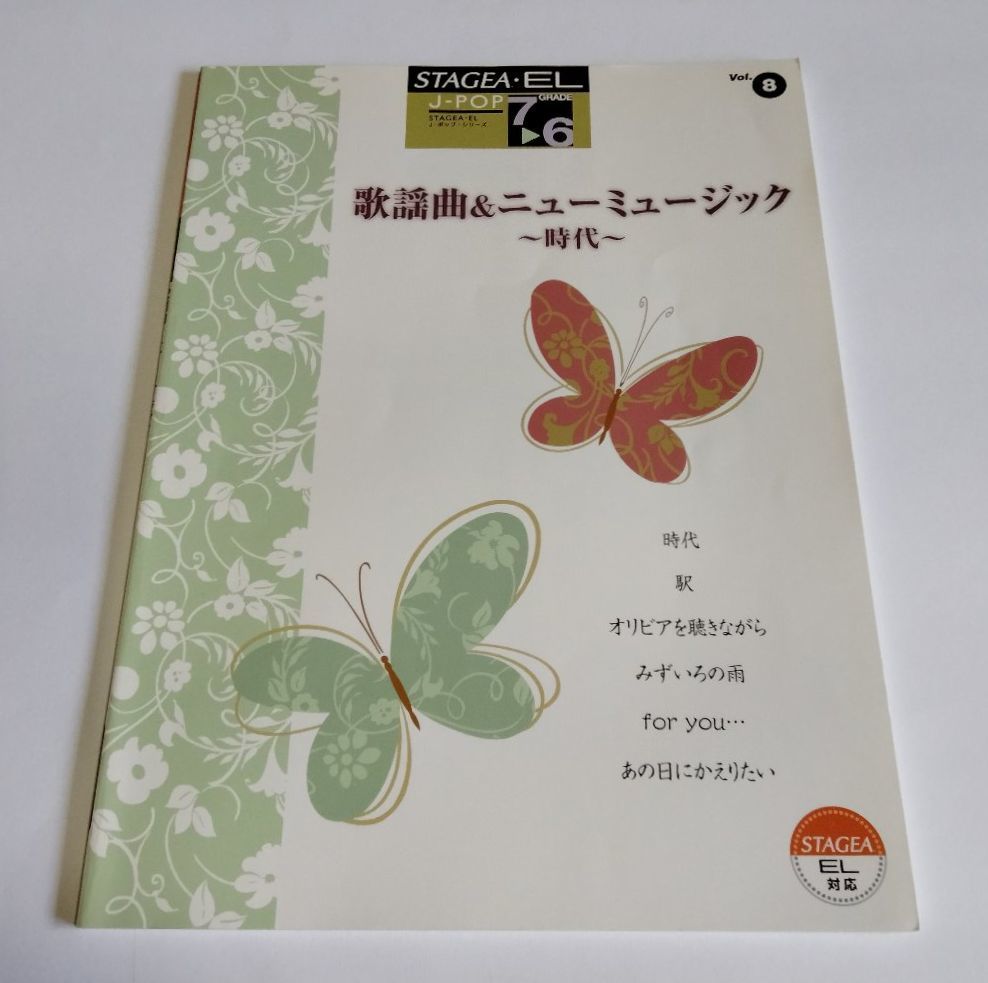 STAGEA・EL
J-POP
STAGEA・EL
J-ポップ・シリーズ
7▶6
GRADE
Vol. 8
歌謡曲&ニューミュージック
~時代~
時代
駅
オリビアを聴きながら
みずいろの雨
for you…
あの日にかえりたい
STAGEA
EL
対応